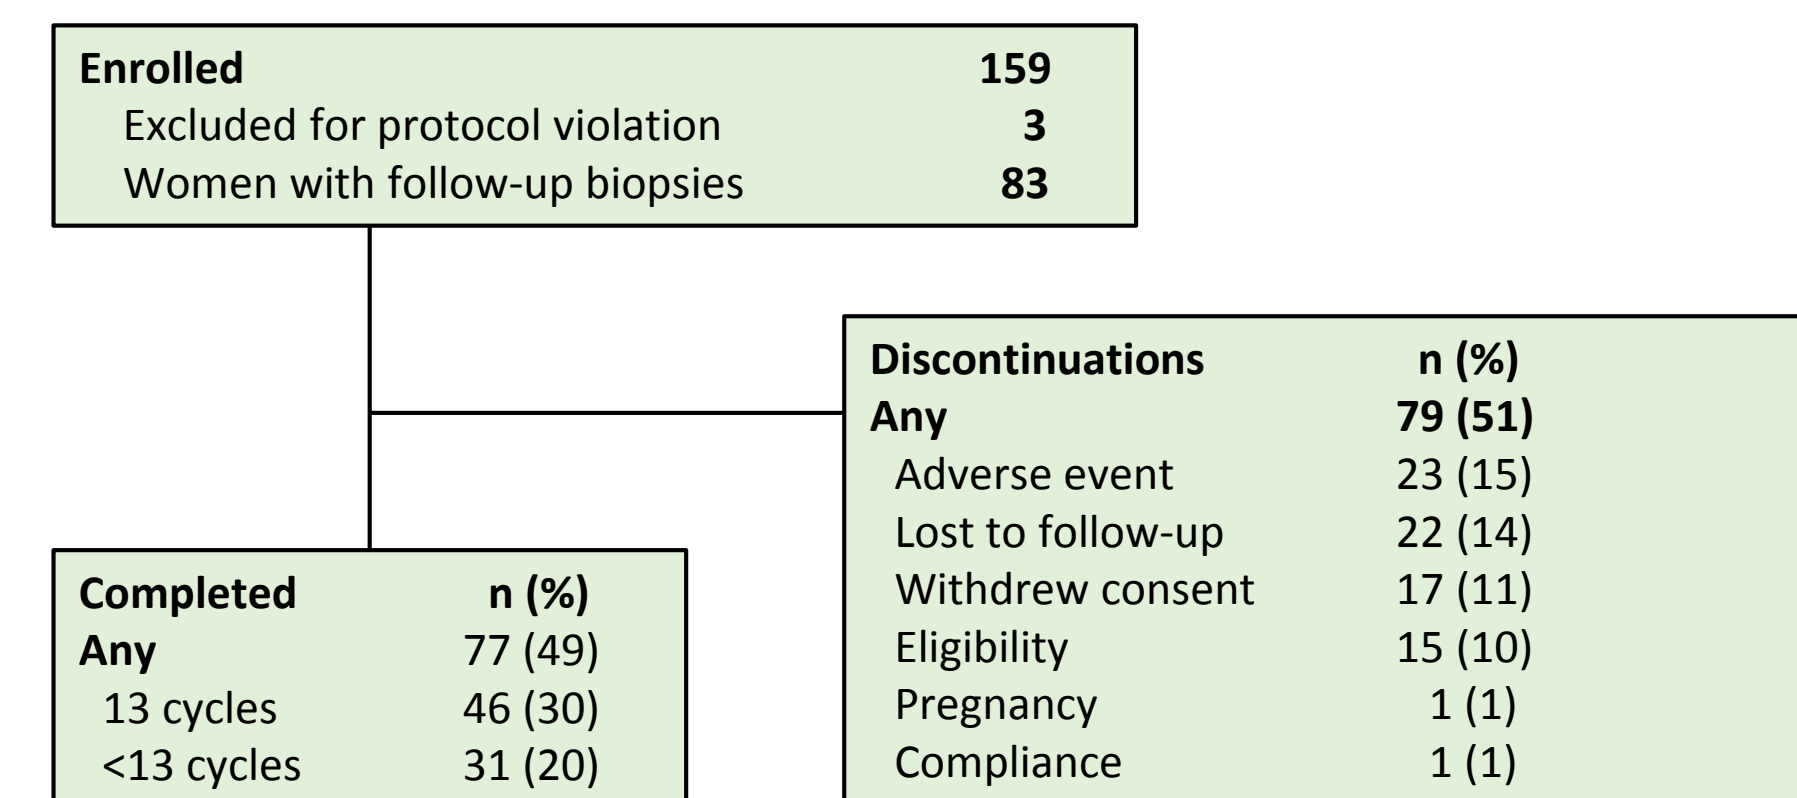 Enrolled 159
Excluded for protocol violation 3
Women with follow-up biopsies 83
Discontinuations n (%)
Any 79 (51)
Adverse event 23 (15)
Lost to follow-up 22 (14)
Withdrew consent 17 (11)
Eligibility 15 (10)
Pregnancy 1 (1)
Compliance 1 (1)
Completed n (%)
Any 77 (49)
13 cycles 46 (30)
<13 cycles 31 (20)